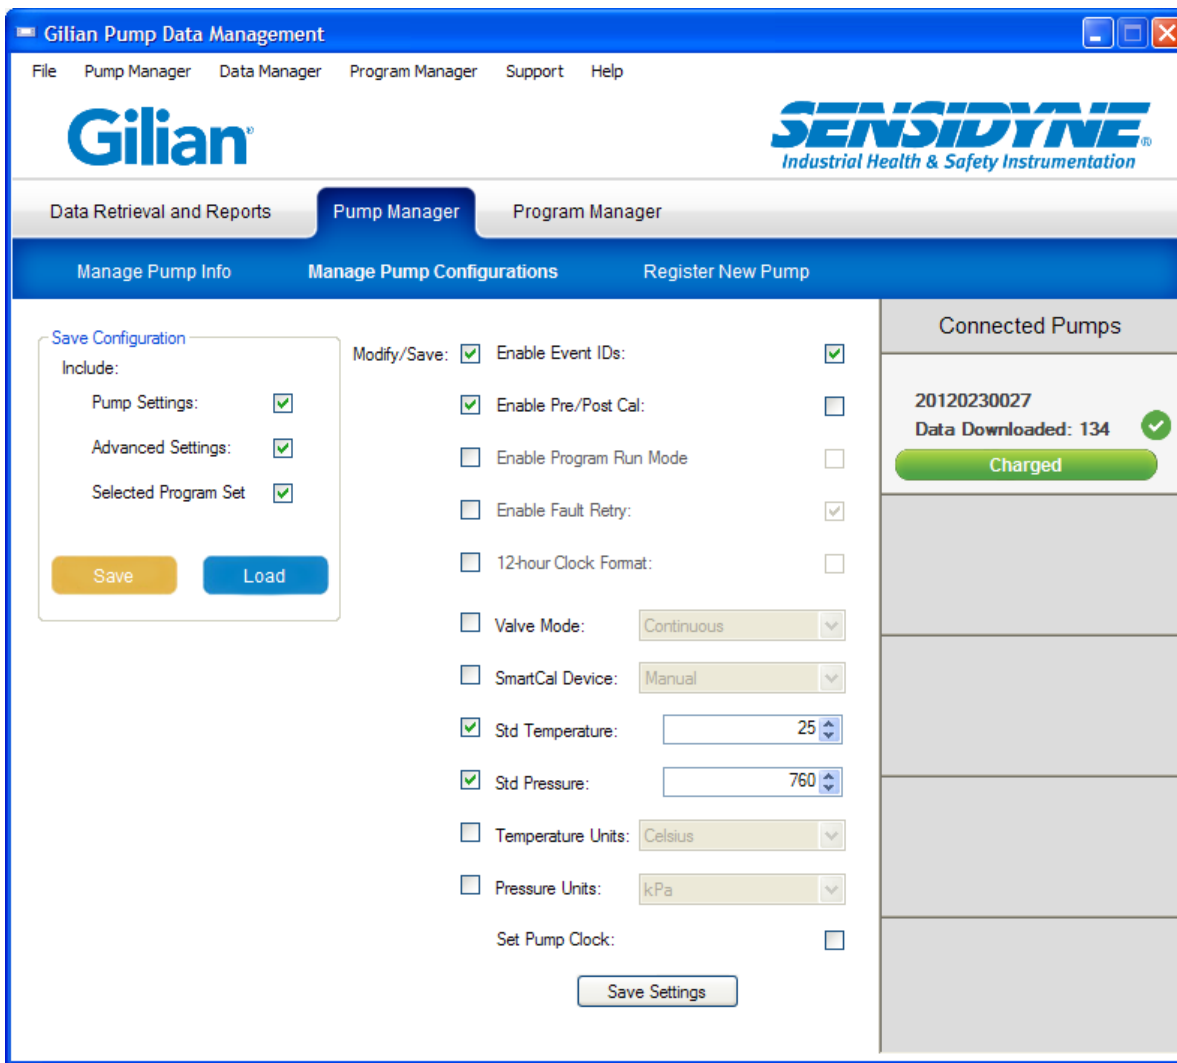 Gilian Pump Data Management
File Pump Manager Data Manager Program Manager Support Help
Gilian®
SENSIDYNE®
Industrial Health & Safety Instrumentation
Data Retrieval and Reports Pump Manager Program Manager
Manage Pump Info Manage Pump Configurations Register New Pump
Save Configuration
Include:
Pump Settings:
Advanced Settings:
Selected Program Set
Save Load
Modify/Save: Enable Event IDs:
Enable Pre/Post Cal:
Enable Program Run Mode
Enable Fault Retry:
12-hour Clock Format:
Valve Mode: Continuous
SmartCal Device: Manual
Std Temperature: 25
Std Pressure: 760
Temperature Units: Celsius
Pressure Units: kPa
Set Pump Clock:
Save Settings
Connected Pumps
20120230027
Data Downloaded: 134
Charged